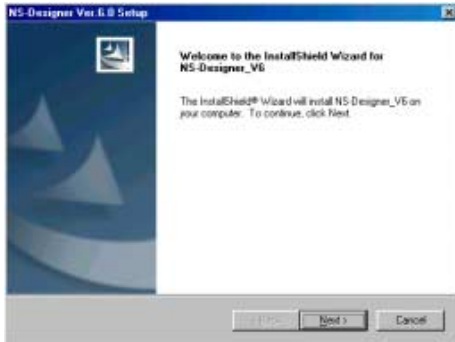 NS-Designer Ver.6.0 Setup
Welcome to the InstallShield Wizard for
NS-Designer_V6
The InstallShield® Wizard will install NS-Designer_V6 on
your computer. To continue, click Next.
Next >
Cancel